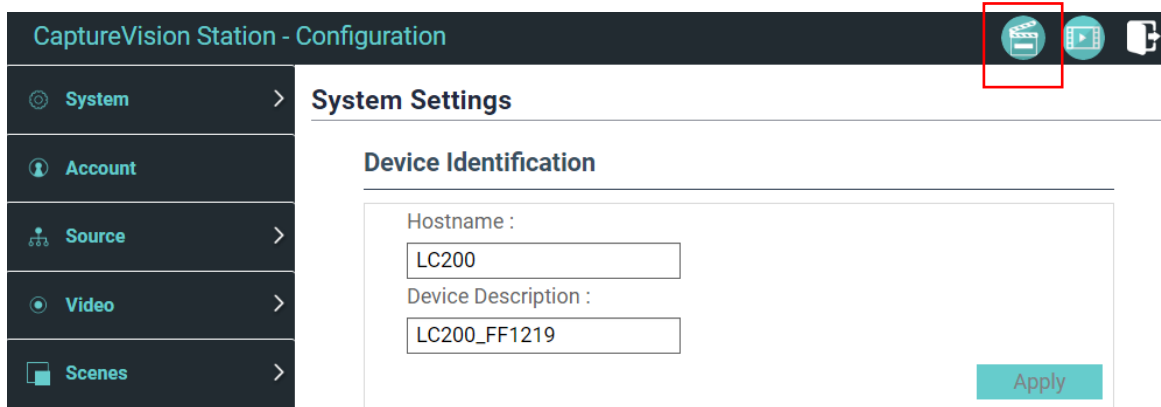 CaptureVision Station - Configuration
System
Account
Source
Video
Scenes
System Settings
Device Identification
Hostname :
LC200
Device Description :
LC200_FF1219
Apply